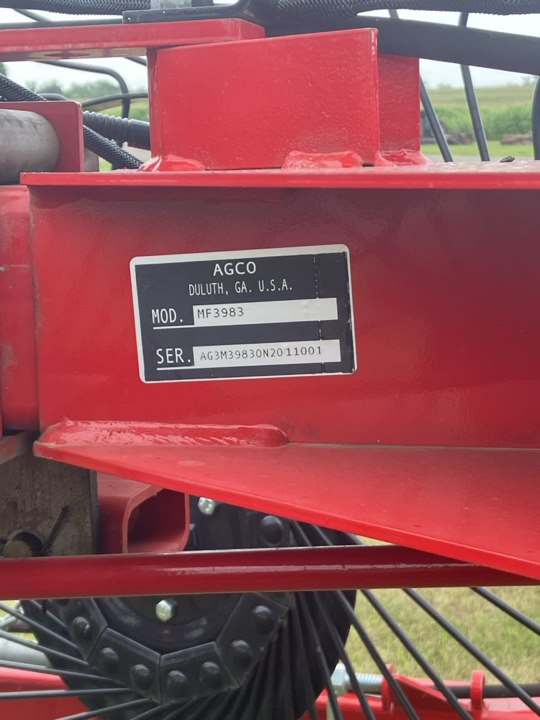 AGCO
DULUTH, GA. U.S.A.
MOD. MF3983
SER. AG3M39830N2011001